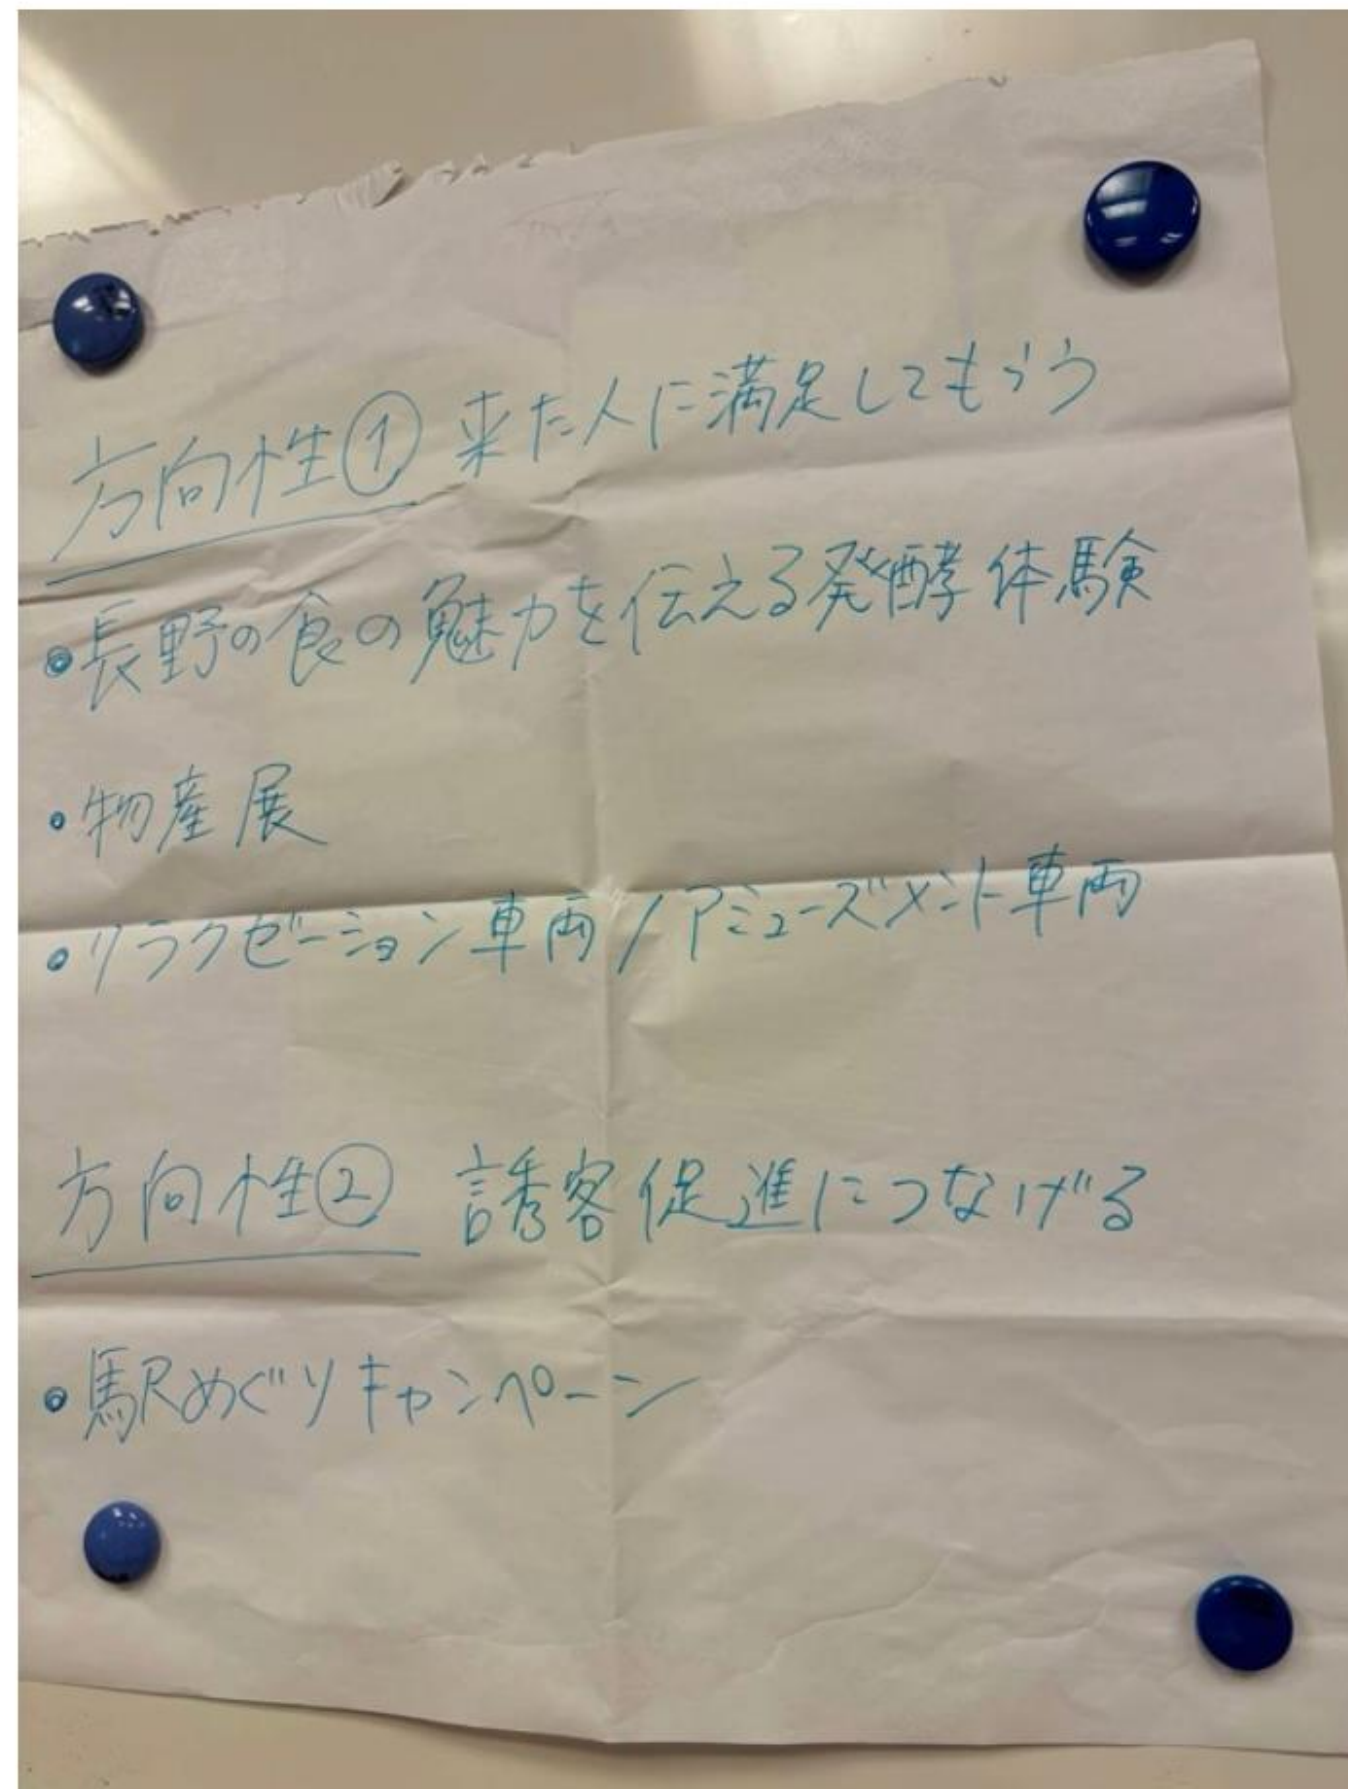 方向性① 来た人に満足してもらう
・長野の食の魅力を伝える発酵体験
・物産展
・リラクゼーション車両/アミューズメント車両
方向性② 誘客促進につなげる
・駅めぐりキャンペーン